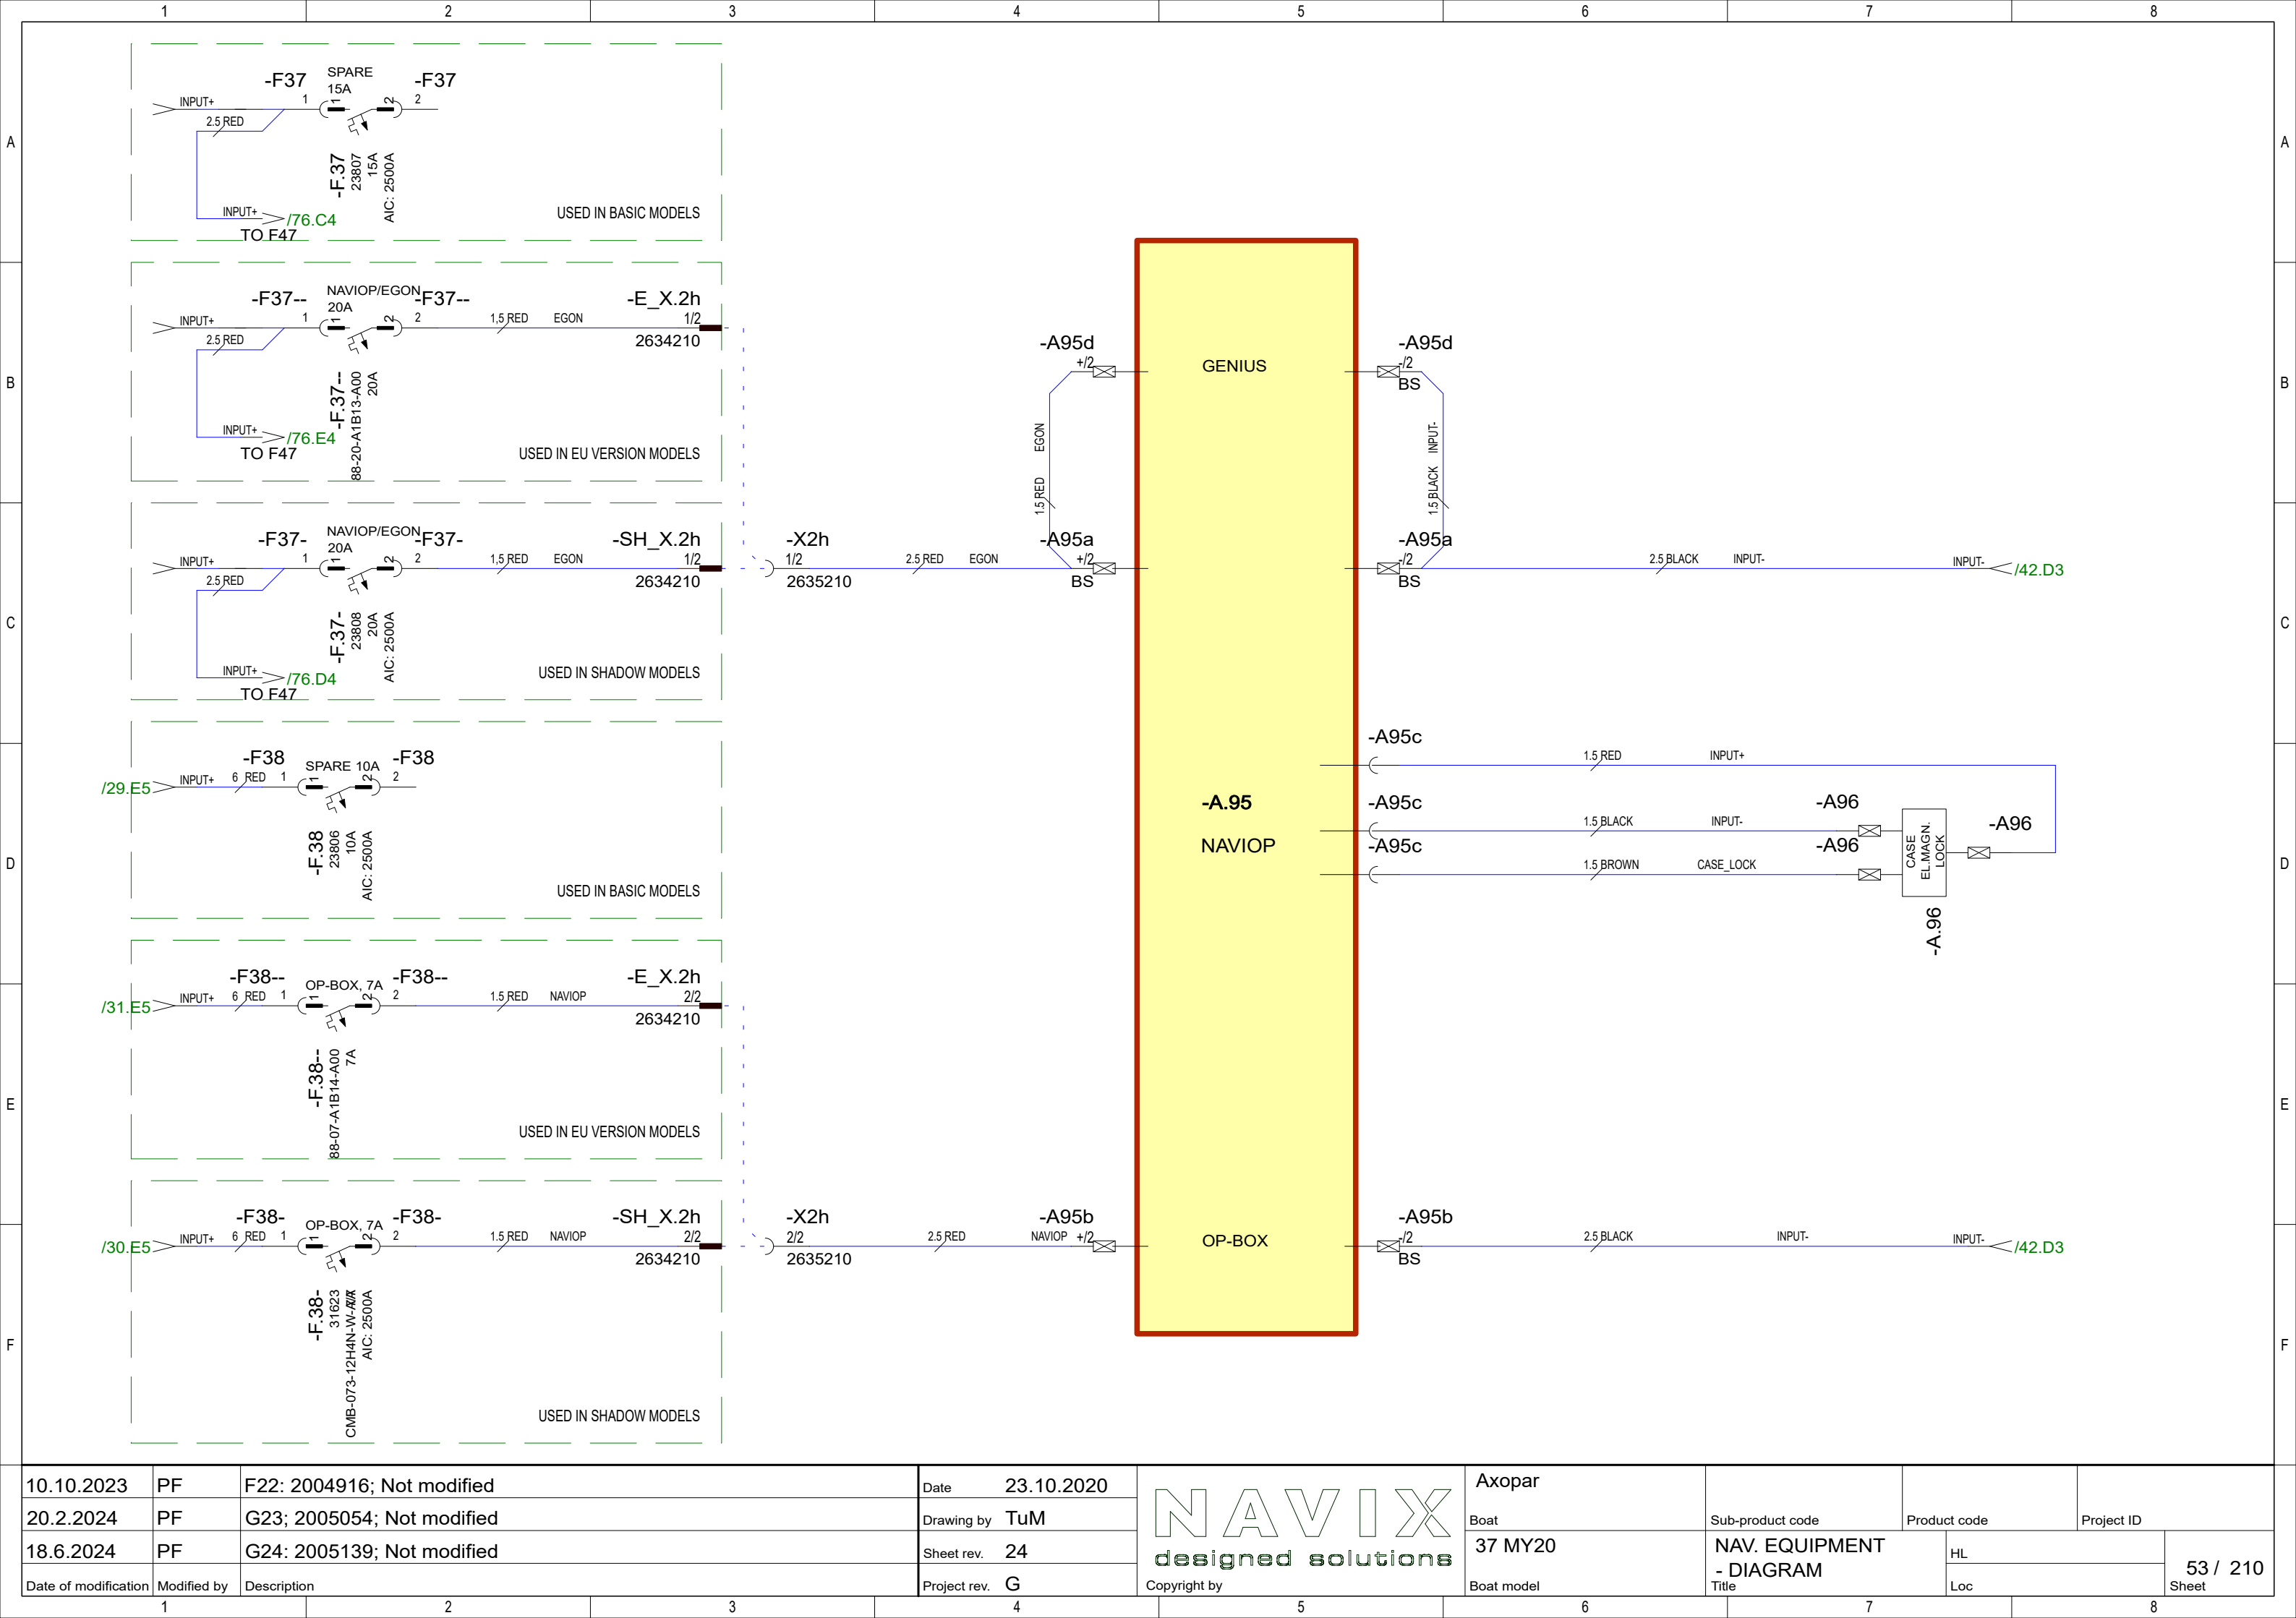 1 2 3 4 5 6 7 8
A A
-F37 SPARE -F37
15A
INPUT+ 1 1 2 2
2.5 RED
-F.37
23807
15A
AIC: 2500A
INPUT+ /76.C4
TO F47
USED IN BASIC MODELS
B B
-F37-- NAVIOP/EGON -F37-- -E_X.2h
20A
INPUT+ 1 1 2 2 1,5 RED EGON 1/2
2.5 RED 2634210
-F.37--
88-20-A1B13-A00
20A
INPUT+ /76.E4
TO F47
USED IN EU VERSION MODELS
-A95d GENIUS -A95d
+/2 -/2
BS
1.5 RED EGON
1.5 BLACK INPUT-
C C
-F37- NAVIOP/EGON -F37- -SH_X.2h -X2h -A95a -A95a
20A
INPUT+ 1 1 2 2 1,5 RED EGON 1/2 1/2 2.5 RED EGON +/2 -/2 2.5 BLACK INPUT- INPUT- /42.D3
2.5 RED 2634210 2635210 BS BS
-F.37-
23808
20A
AIC: 2500A
INPUT+ /76.D4
TO F47
USED IN SHADOW MODELS
D D
-F38 SPARE 10A -F38
/29.E5 INPUT+ 6 RED 1 1 2 2
-F.38
23806
10A
AIC: 2500A
USED IN BASIC MODELS
-A95c 1.5 RED INPUT+
-A.95 -A95c 1.5 BLACK INPUT- -A96 -A96
NAVIOP -A95c 1.5 BROWN CASE_LOCK -A96
CASE
EL.MAGN.
LOCK
-A.96
E E
-F38-- OP-BOX, 7A -F38-- -E_X.2h
/31.E5 INPUT+ 6 RED 1 1 2 2 1.5 RED NAVIOP 2/2
2634210
-F.38--
88-07-A1B14-A00
7A
USED IN EU VERSION MODELS
F F
-F38- OP-BOX, 7A -F38- -SH_X.2h -X2h -A95b OP-BOX -A95b
/30.E5 INPUT+ 6 RED 1 1 2 2 1.5 RED NAVIOP 2/2 2/2 2.5 RED NAVIOP +/2 -/2 2.5 BLACK INPUT- INPUT- /42.D3
2634210 2635210 BS
-F.38-
31623
CMB-073-12H4N-W-A
AIC: 2500A
USED IN SHADOW MODELS
10.10.2023 PF F22: 2004916; Not modified
20.2.2024 PF G23; 2005054; Not modified
18.6.2024 PF G24: 2005139; Not modified
Date of modification Modified by Description
Date 23.10.2020
Drawing by TuM
Sheet rev. 24
Project rev. G
NAVIX
designed solutions
Copyright by
Axopar
Boat
37 MY20
Boat model
Sub-product code Product code Project ID
NAV. EQUIPMENT
- DIAGRAM
Title
HL
Loc
53 / 210
Sheet
1 2 3 4 5 6 7 8